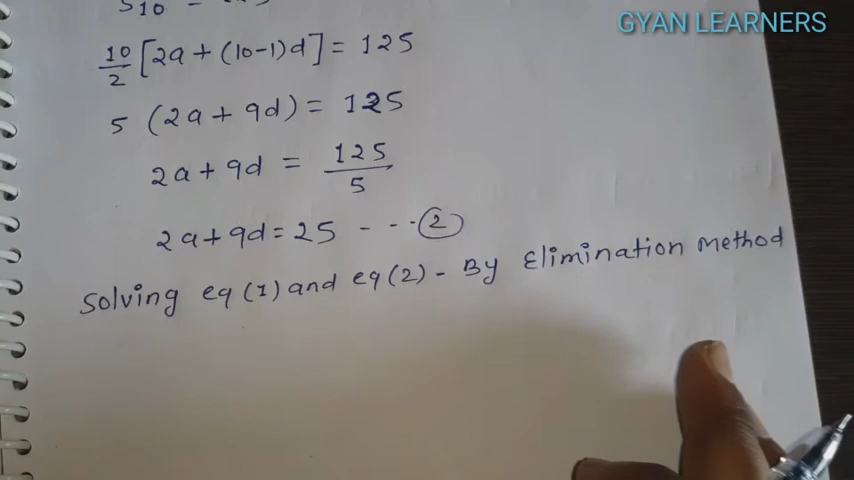 GYAN LEARNERS
S10 =
10/2 [2a + (10-1)d] = 125
5 (2a + 9d) = 125
2a + 9d = 125/5
2a + 9d = 25 - - - (2)
Solving eq (1) and eq (2) - By Elimination Method